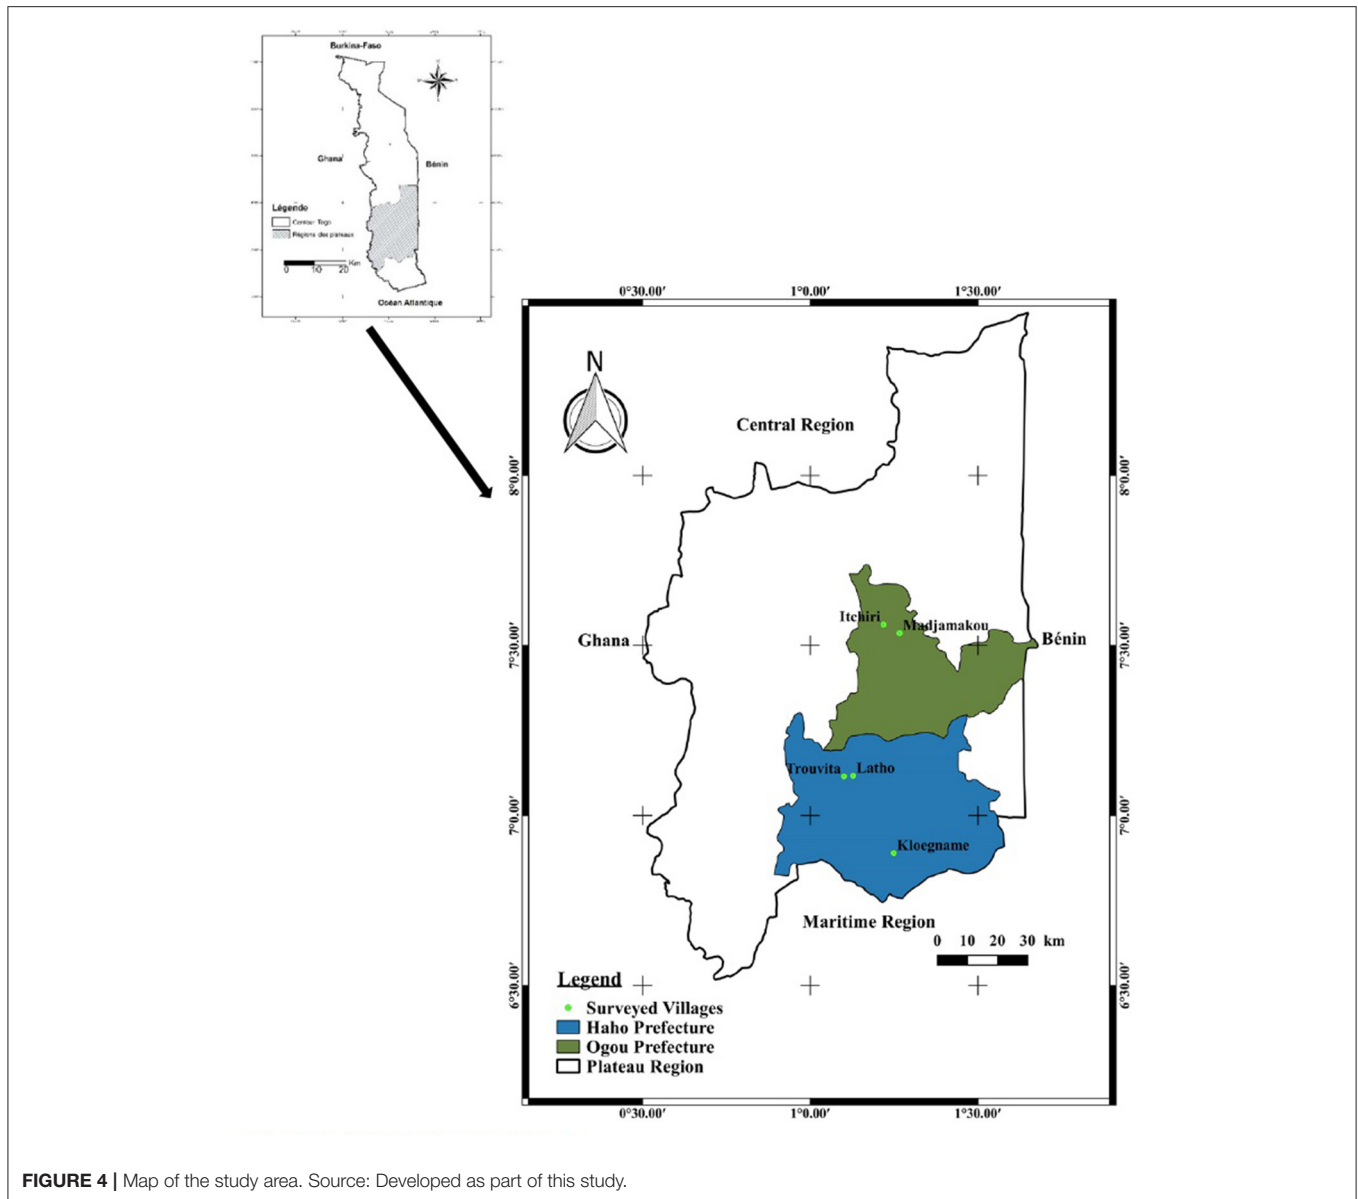 Burkina-Faso
Ghana
Bénin
Légende
Contour Togo
Régions des plateaux
Km
0 10 20
Océan Atlantique
0°30.00′ 1°0.00′ 1°30.00′
N
Central Region
8°0.00′ 8°0.00′
Itchiri
Madjamakou
Ghana
Bénin
7°30.00′ 7°30.00′
Trouvita Latho
7°0.00′ 7°0.00′
Kloegname
Maritime Region
0 10 20 30 km
6°30.00′ 6°30.00′
Legend
Surveyed Villages
Haho Prefecture
Ogou Prefecture
Plateau Region
0°30.00′ 1°0.00′ 1°30.00′
FIGURE 4 | Map of the study area. Source: Developed as part of this study.